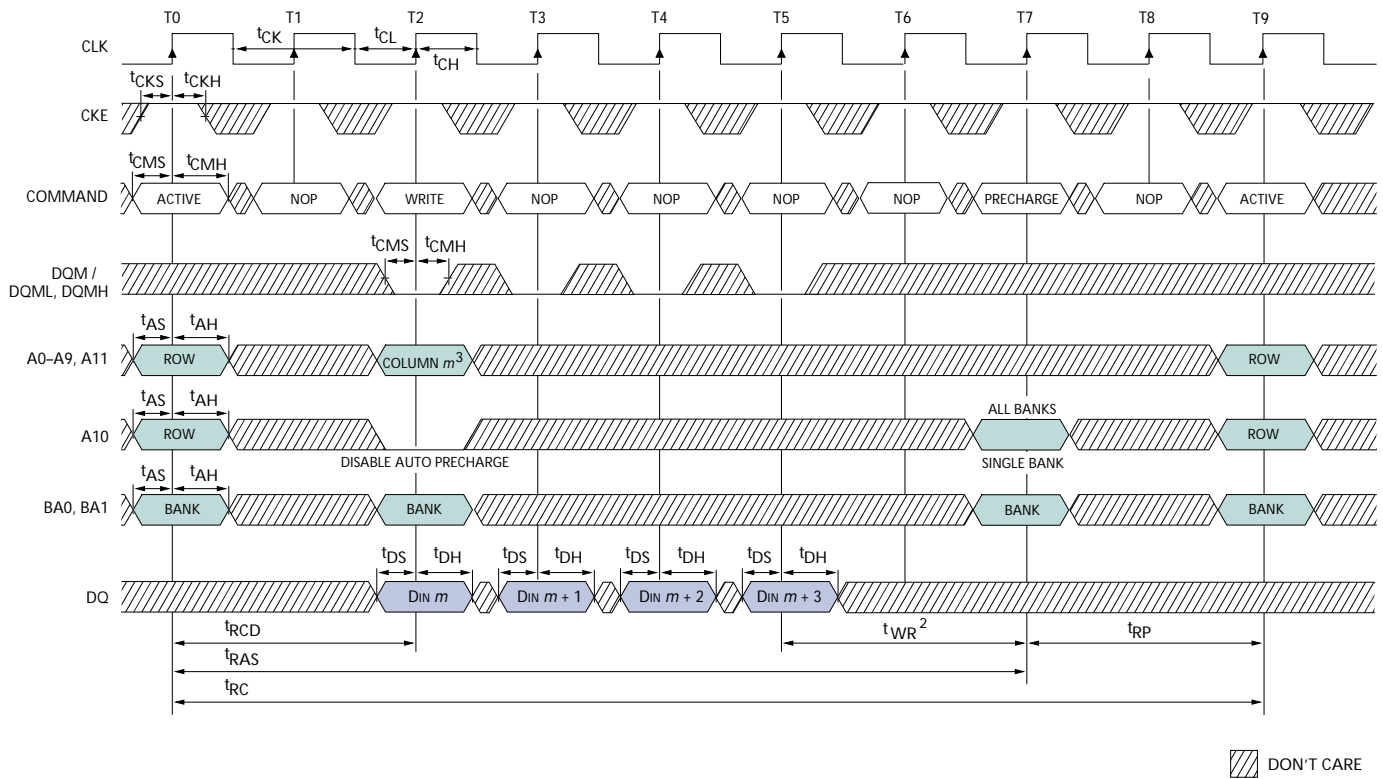 T0 T1 T2 T3 T4 T5 T6 T7 T8 T9
CLK tCK tCL tCH
tCKS tCKH
CKE
tCMS tCMH
COMMAND ACTIVE NOP WRITE NOP NOP NOP NOP PRECHARGE NOP ACTIVE
tCMS tCMH
DQM /
DQML, DQMH
tAS tAH
A0–A9, A11 ROW COLUMN m3 ROW
tAS tAH ALL BANKS
A10 ROW ROW
DISABLE AUTO PRECHARGE SINGLE BANK
tAS tAH
BA0, BA1 BANK BANK BANK BANK
tDS tDH tDS tDH tDS tDH tDS tDH
DQ DIN m DIN m + 1 DIN m + 2 DIN m + 3
tRCD tWR2 tRP
tRAS
tRC
DON'T CARE